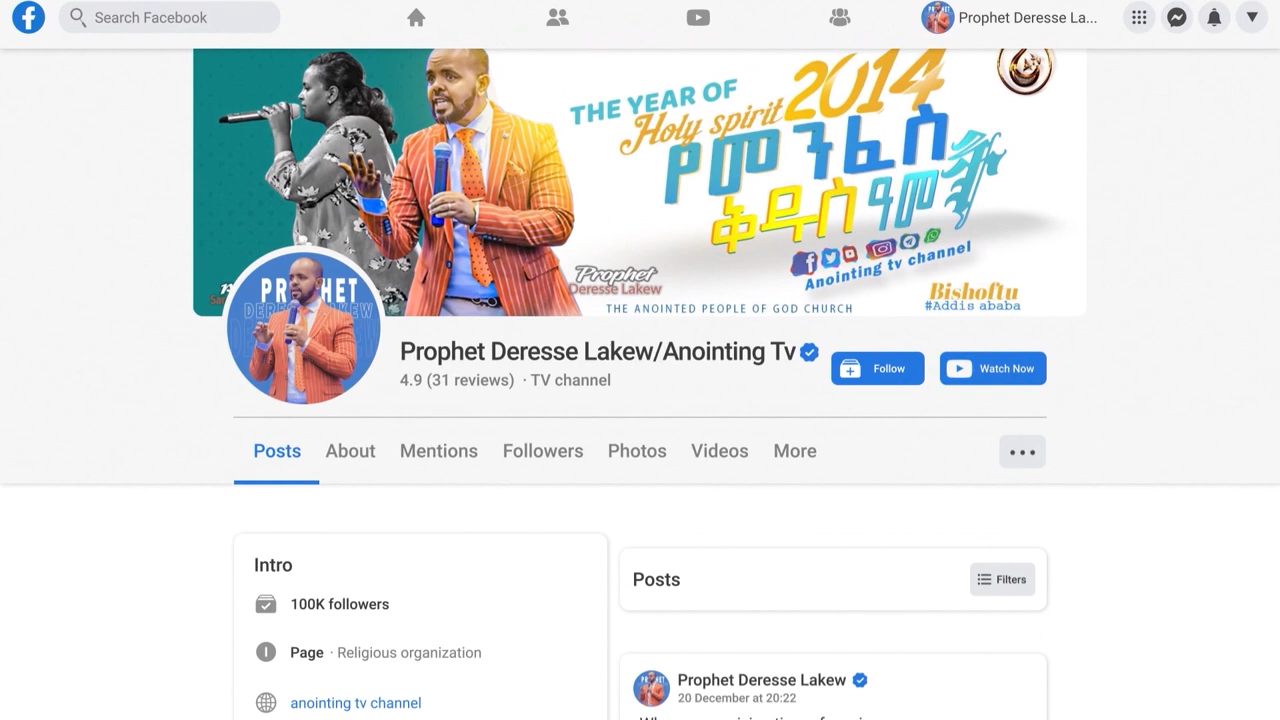 Search Facebook
Prophet Deresse La...
THE YEAR OF
Holy spirit 2014
የመንፈስ
ቅዱስ ዓመት
Anointing tv channel
Prophet
Deresse Lakew
THE ANOINTED PEOPLE OF GOD CHURCH
Bishoftu
#Addis ababa
PROPHET
DERESSE LAKEW
Prophet Deresse Lakew/Anointing Tv
4.9 (31 reviews) · TV channel
Follow
Watch Now
Posts About Mentions Followers Photos Videos More
Intro
100K followers
Page · Religious organization
anointing tv channel
Posts
Filters
Prophet Deresse Lakew
20 December at 20:22